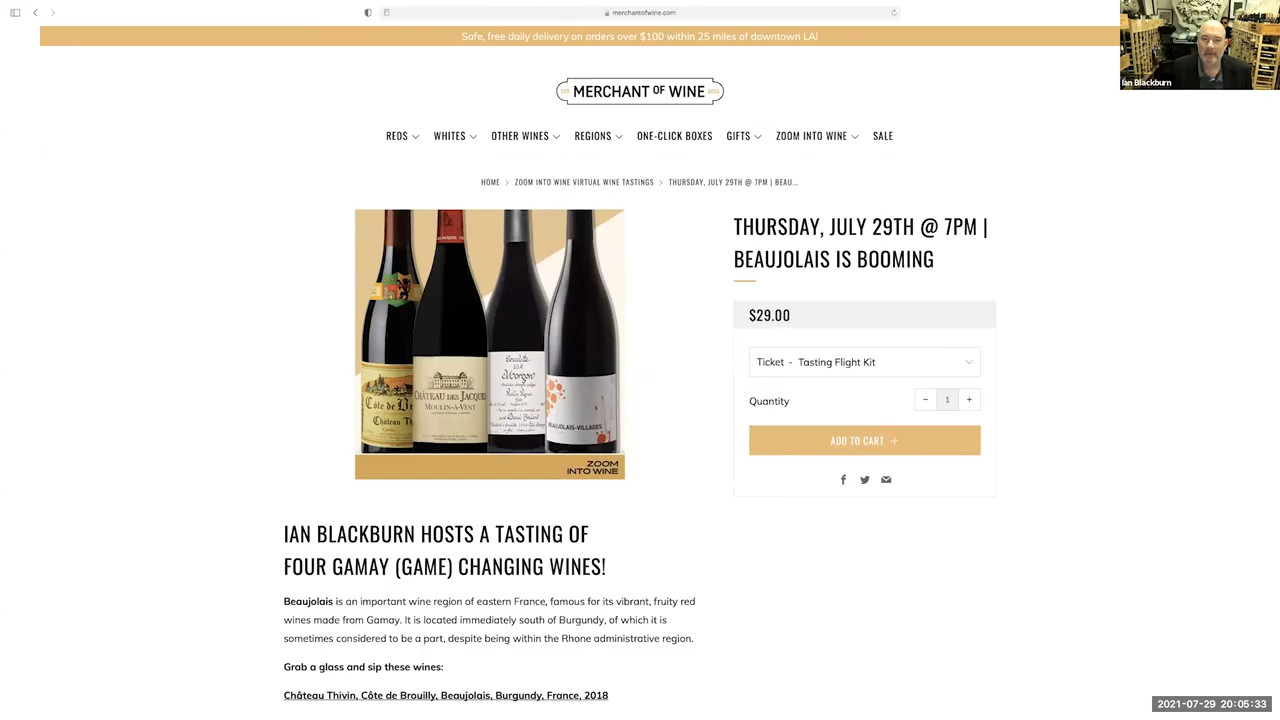 merchantofwine.com
Safe, free daily delivery on orders over $100 within 25 miles of downtown LA!
Ian Blackburn
EST MERCHANT OF WINE
REDS WHITES OTHER WINES REGIONS ONE-CLICK BOXES GIFTS ZOOM INTO WINE SALE
HOME > ZOOM INTO WINE VIRTUAL WINE TASTINGS > THURSDAY, JULY 29TH @ 7PM | BEAU...
THURSDAY, JULY 29TH @ 7PM |
BEAUJOLAIS IS BOOMING
$29.00
Ticket - Tasting Flight Kit
Quantity
− 1 +
ADD TO CART +
Côte de Br
Château Th
CHÂTEAU DES JACQUE
MOULIN-À-VENT
Morgon
BEAUJOLAIS-VILLAGES
ZOOM
INTO WINE
IAN BLACKBURN HOSTS A TASTING OF
FOUR GAMAY (GAME) CHANGING WINES!
Beaujolais is an important wine region of eastern France, famous for its vibrant, fruity red
wines made from Gamay. It is located immediately south of Burgundy, of which it is
sometimes considered to be a part, despite being within the Rhone administrative region.
Grab a glass and sip these wines:
Château Thivin, Côte de Brouilly, Beaujolais, Burgundy, France, 2018
2021-07-29 20:05:33